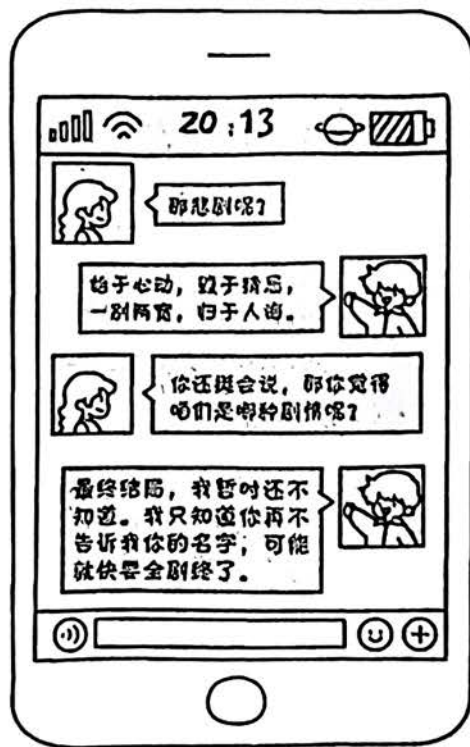 20:13
那悲剧呢？
始于心动，毁于猜忌，
一别两宽，归于人海。
你还挺会说，那你觉得
咱们是哪种剧情呢？
最终结局，我暂时还不
知道。我只知道你再不
告诉我你的名字，可能
就快要全剧终了。